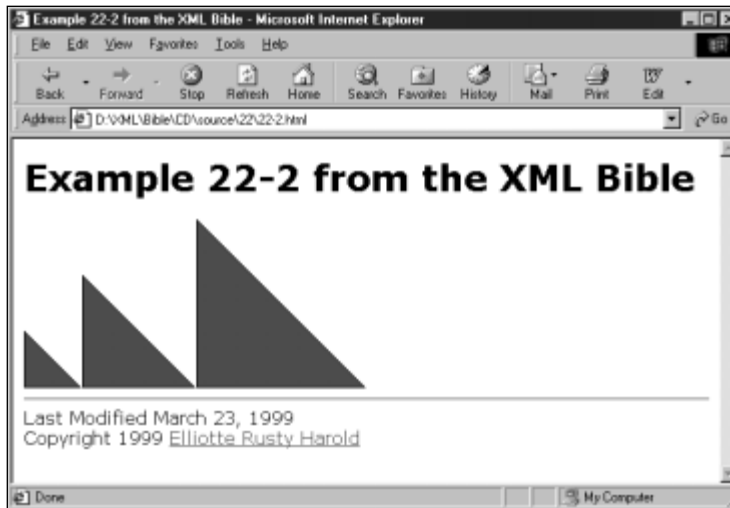 Example 22-2 from the XML Bible - Microsoft Internet Explorer
File Edit View Favorites Tools Help
Back Forward Stop Refresh Home Search Favorites History Mail Print Edit
Address D:\XML\Bible\CD\source\22\22-2.html Go
Example 22-2 from the XML Bible
Last Modified March 23, 1999
Copyright 1999 Elliotte Rusty Harold
Done My Computer